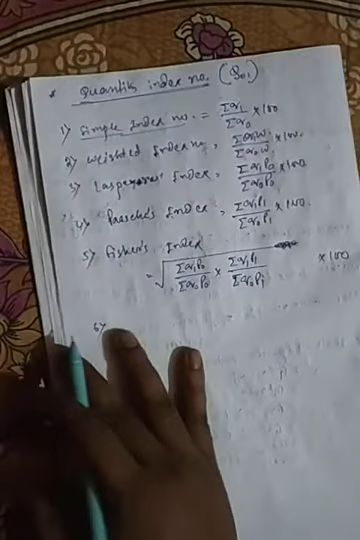 * Quantity index no. (Q01)
1) Simple Index no. = Σq1/Σq0 × 100
2) Weighted Index no, = Σq1w/Σq0w × 100.
3) Laspeyres' Index, = Σq1P0/Σq0P0 × 100
4) Paasche's Index, = Σq1P1/Σq0P1 × 100.
5) Fisher's Index
= √(Σq1P0/Σq0P0 × Σq1P1/Σq0P1) × 100
6)